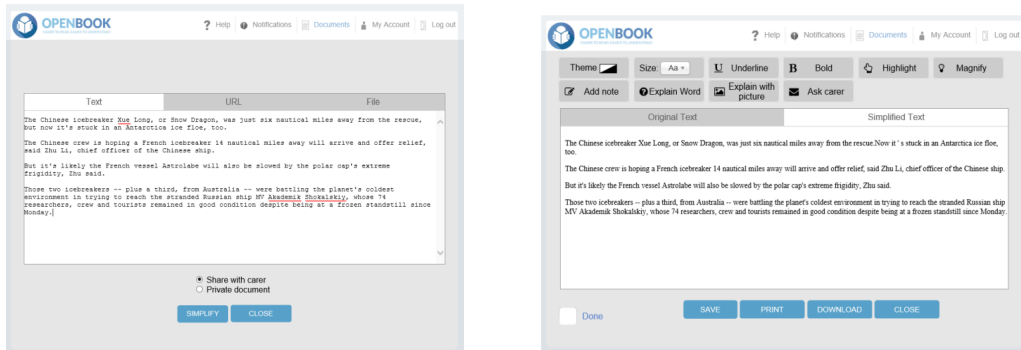 OPENBOOK
? Help Notifications Documents My Account Log out
Text URL File
The Chinese icebreaker Xue Long, or Snow Dragon, was just six nautical miles away from the rescue,
but now it's stuck in an Antarctica ice floe, too.
The Chinese crew is hoping a French icebreaker 14 nautical miles away will arrive and offer relief,
said Zhu Li, chief officer of the Chinese ship.
But it's likely the French vessel Astrolabe will also be slowed by the polar cap's extreme
frigidity, Zhu said.
Those two icebreakers -- plus a third, from Australia -- were battling the planet's coldest
environment in trying to reach the stranded Russian ship MV Akademik Shokalskiy, whose 74
researchers, crew and tourists remained in good condition despite being at a frozen standstill since
Monday.
Share with carer
Private document
SIMPLIFY CLOSE
OPENBOOK
? Help Notifications Documents My Account Log out
Theme Size: Aa U Underline B Bold Highlight Magnify
Add note ? Explain Word Explain with
picture Ask carer
Original Text Simplified Text
The Chinese icebreaker Xue Long, or Snow Dragon, was just six nautical miles away from the rescue.Now it ' s stuck in an Antarctica ice floe,
too.
The Chinese crew is hoping a French icebreaker 14 nautical miles away will arrive and offer relief, said Zhu Li, chief officer of the Chinese ship.
But it's likely the French vessel Astrolabe will also be slowed by the polar cap's extreme frigidity, Zhu said.
Those two icebreakers -- plus a third, from Australia -- were battling the planet's coldest environment in trying to reach the stranded Russian ship
MV Akademik Shokalskiy, whose 74 researchers, crew and tourists remained in good condition despite being at a frozen standstill since Monday.
Done
SAVE PRINT DOWNLOAD CLOSE